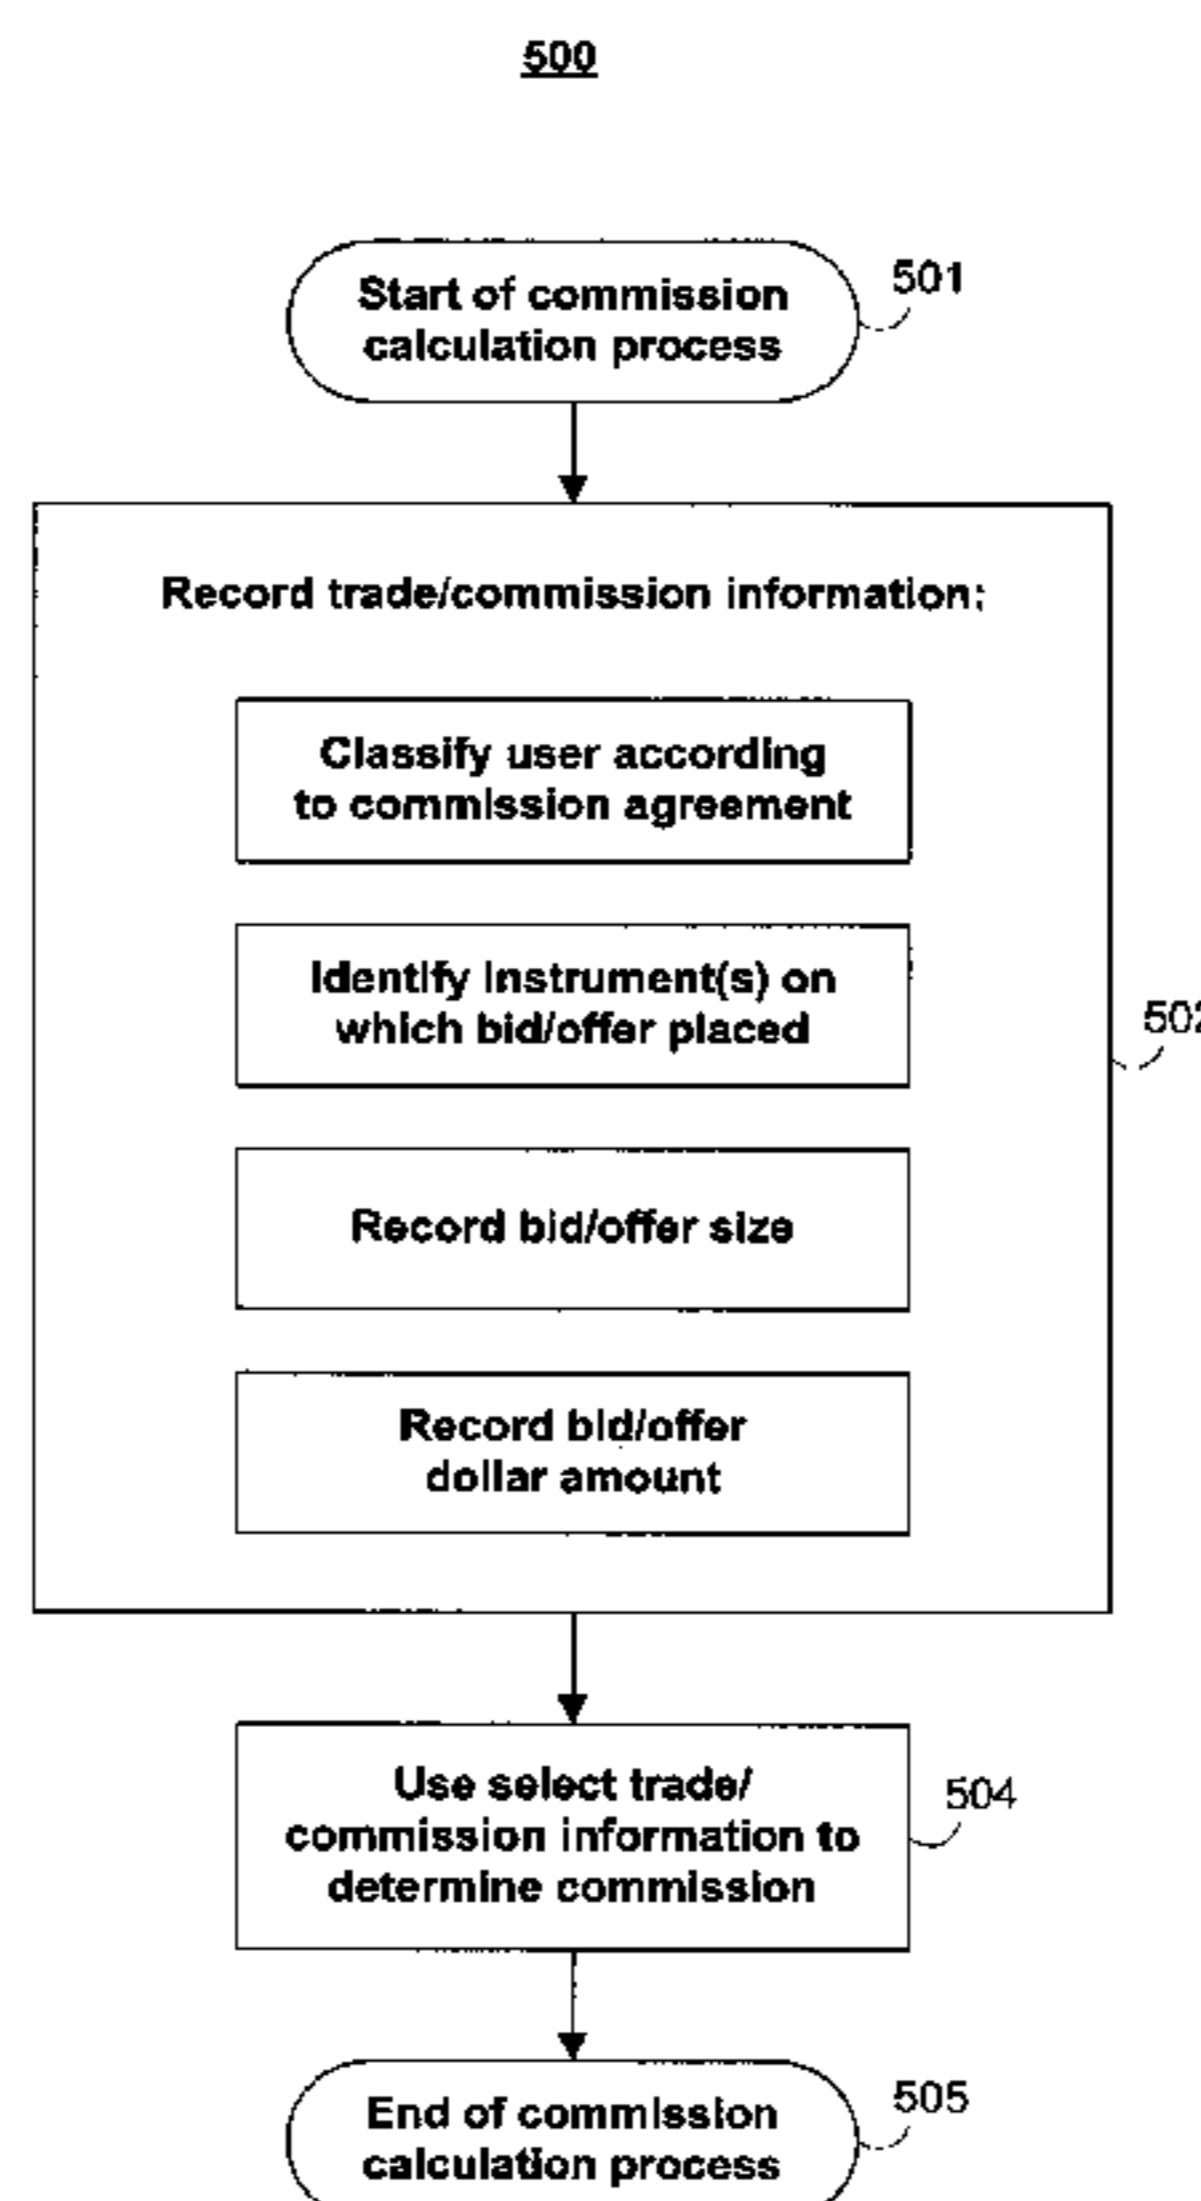 500
Start of commission
calculation process
501
Record trade/commission information:
Classify user according
to commission agreement
Identify instrument(s) on
which bid/offer placed
502
Record bid/offer size
Record bid/offer
dollar amount
Use select trade/
commission information to
determine commission
504
End of commission
calculation process
505